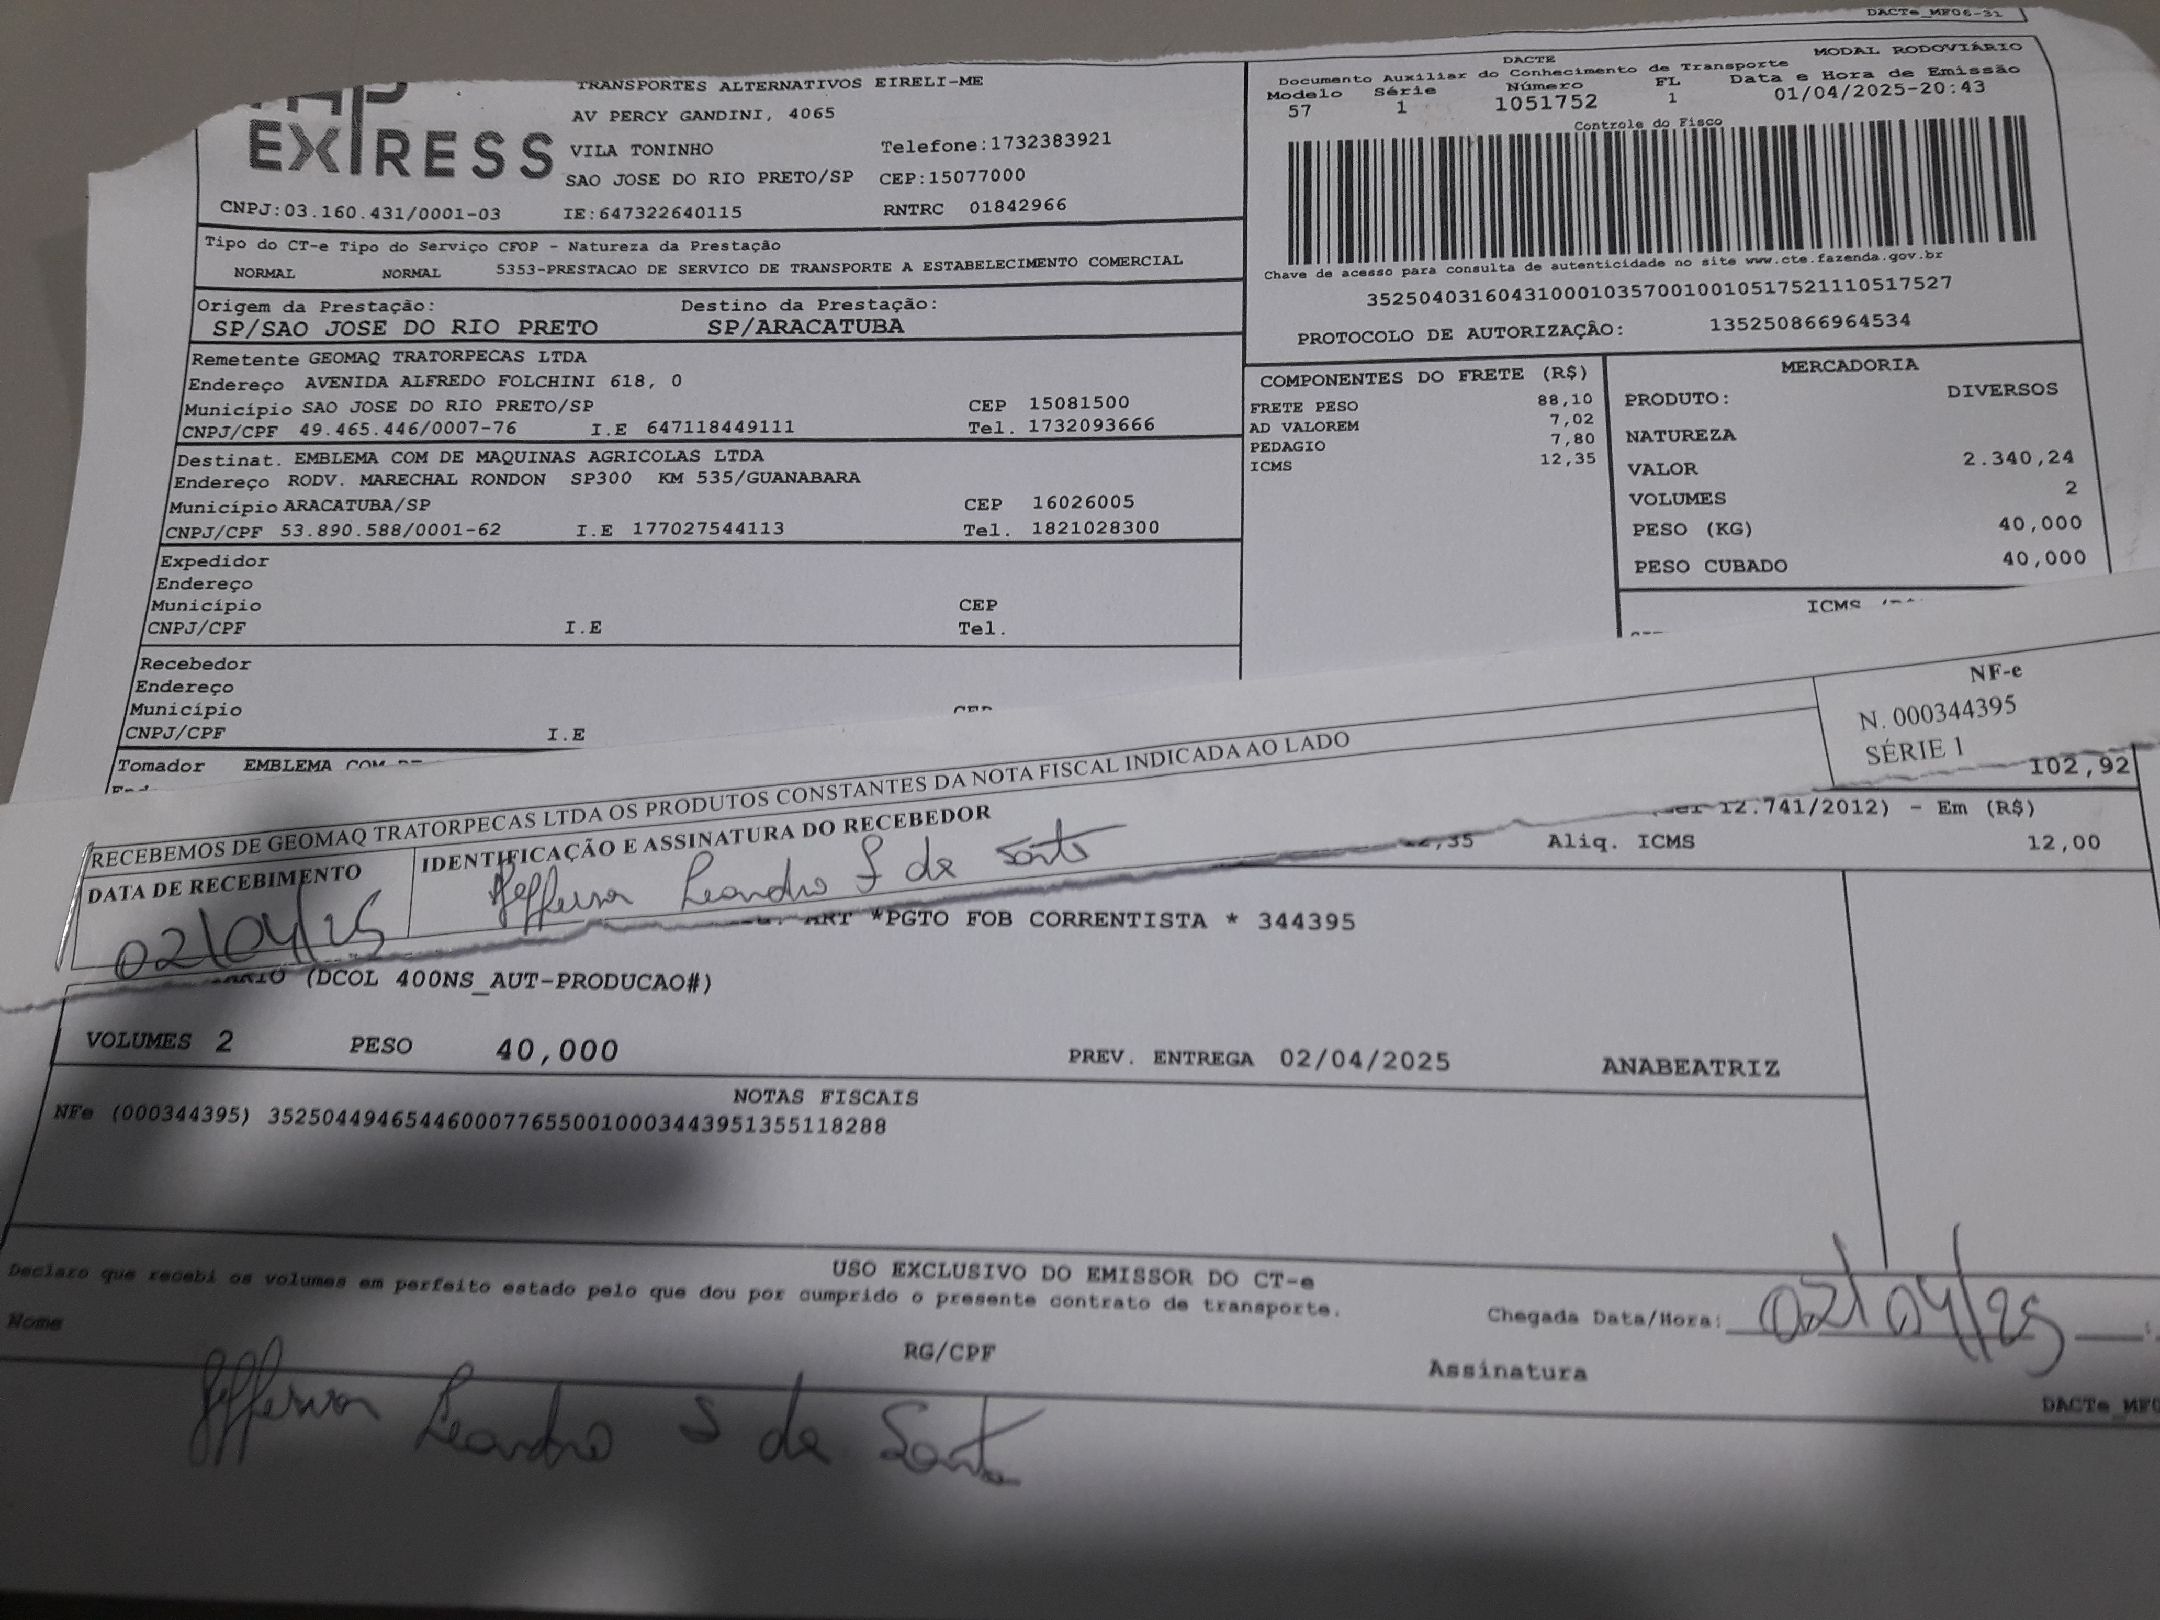 DACTe_MF06-31
EXPRESS
TRANSPORTES ALTERNATIVOS EIRELI-ME
AV PERCY GANDINI, 4065
VILA TONINHO Telefone:1732383921
SAO JOSE DO RIO PRETO/SP CEP:15077000
CNPJ:03.160.431/0001-03 IE:647322640115 RNTRC 01842966
DACTE MODAL RODOVIÁRIO
Documento Auxiliar do Conhecimento de Transporte
Modelo Série Número FL Data e Hora de Emissão
57 1 1051752 1 01/04/2025-20:43
Controle do Fisco
Chave de acesso para consulta de autenticidade no site www.cte.fazenda.gov.br
35250403160431000103570010010517521110517527
PROTOCOLO DE AUTORIZAÇÃO: 135250866964534
Tipo do CT-e Tipo do Serviço CFOP - Natureza da Prestação
NORMAL NORMAL 5353-PRESTACAO DE SERVICO DE TRANSPORTE A ESTABELECIMENTO COMERCIAL
Origem da Prestação: Destino da Prestação:
SP/SAO JOSE DO RIO PRETO SP/ARACATUBA
Remetente GEOMAQ TRATORPECAS LTDA
Endereço AVENIDA ALFREDO FOLCHINI 618, 0
Município SAO JOSE DO RIO PRETO/SP CEP 15081500
CNPJ/CPF 49.465.446/0007-76 I.E 647118449111 Tel. 1732093666
Destinat. EMBLEMA COM DE MAQUINAS AGRICOLAS LTDA
Endereço RODV. MARECHAL RONDON SP300 KM 535/GUANABARA
Município ARACATUBA/SP CEP 16026005
CNPJ/CPF 53.890.588/0001-62 I.E 177027544113 Tel. 1821028300
Expedidor
Endereço
Município CEP
CNPJ/CPF I.E Tel.
Recebedor
Endereço
Município CEP
CNPJ/CPF I.E
Tomador EMBLEMA COM DE
COMPONENTES DO FRETE (R$)
FRETE PESO 88,10
AD VALOREM 7,02
PEDAGIO 7,80
ICMS 12,35
MERCADORIA
PRODUTO: DIVERSOS
NATUREZA
VALOR 2.340,24
VOLUMES 2
PESO (KG) 40,000
PESO CUBADO 40,000
ICMS
NF-e
N. 000344395
SÉRIE 1
RECEBEMOS DE GEOMAQ TRATORPECAS LTDA OS PRODUTOS CONSTANTES DA NOTA FISCAL INDICADA AO LADO
DATA DE RECEBIMENTO IDENTIFICAÇÃO E ASSINATURA DO RECEBEDOR
02/04/25 Jefferson Leandro S de Santo
102,92
12.741/2012) - Em (R$)
Aliq. ICMS 12,00
*PGTO FOB CORRENTISTA * 344395
(DCOL 400NS_AUT-PRODUCAO#)
VOLUMES 2 PESO 40,000 PREV. ENTREGA 02/04/2025 ANABEATRIZ
NOTAS FISCAIS
NFe (000344395) 35250449465446000776550010003443951355118288
USO EXCLUSIVO DO EMISSOR DO CT-e
Declaro que recebi os volumes em perfeito estado pelo que dou por cumprido o presente contrato de transporte.
Nome RG/CPF Assinatura Chegada Data/Hora: 02/04/25
Jefferson Leandro S de Santo
DACTe_MF0